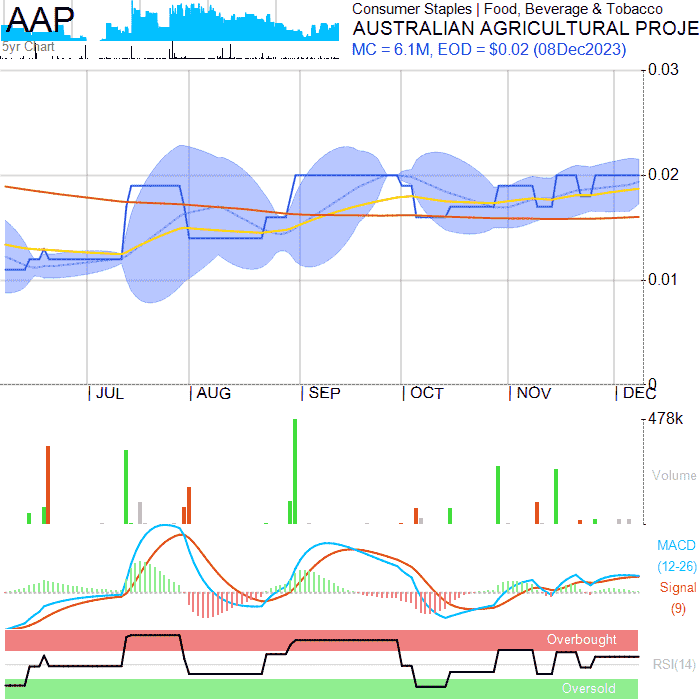 AAP
5yr Chart
Consumer Staples | Food, Beverage & Tobacco
AUSTRALIAN AGRICULTURAL PROJE
MC = 6.1M, EOD = $0.02 (08Dec2023)
0.03
0.02
0.01
0
JUL AUG SEP OCT NOV DEC
478k
Volume
MACD
(12-26)
Signal
(9)
Overbought
RSI(14)
Oversold